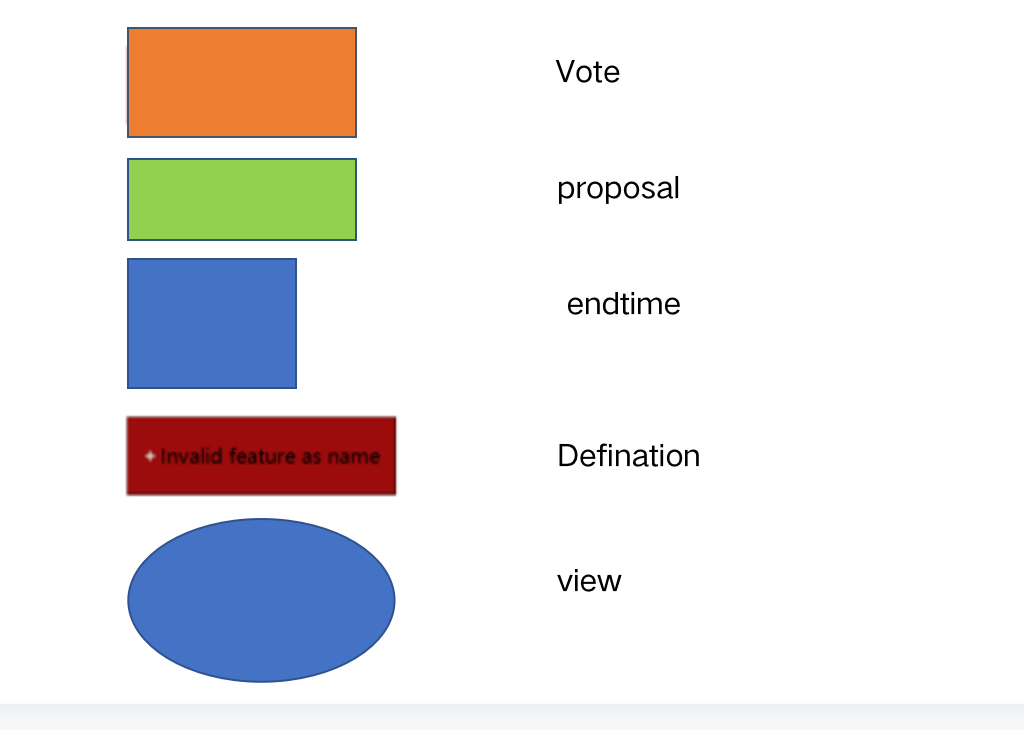 Vote
proposal
endtime
Invalid feature as name
Defination
view